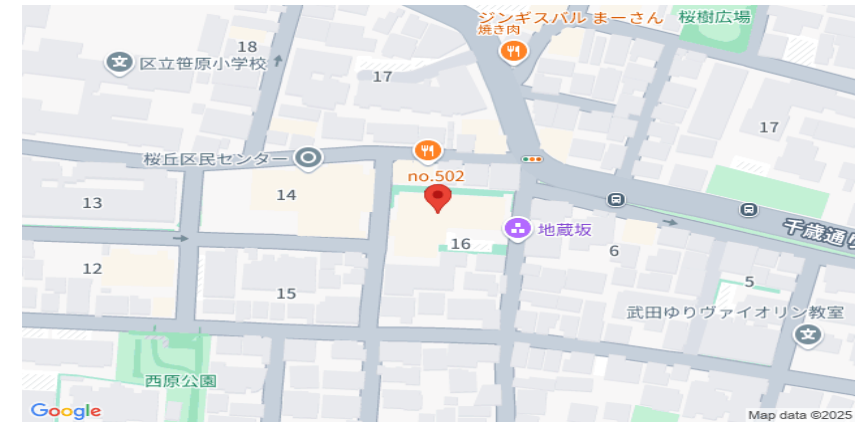 ジンギスバル まーさん
焼き肉
桜樹広場
18
区立笹原小学校
17
17
桜丘区民センター
no.502
14
13
地蔵坂
16
6
千歳通り
12
15
5
武田ゆりヴァイオリン教室
西原公園
Google
Map data ©2025